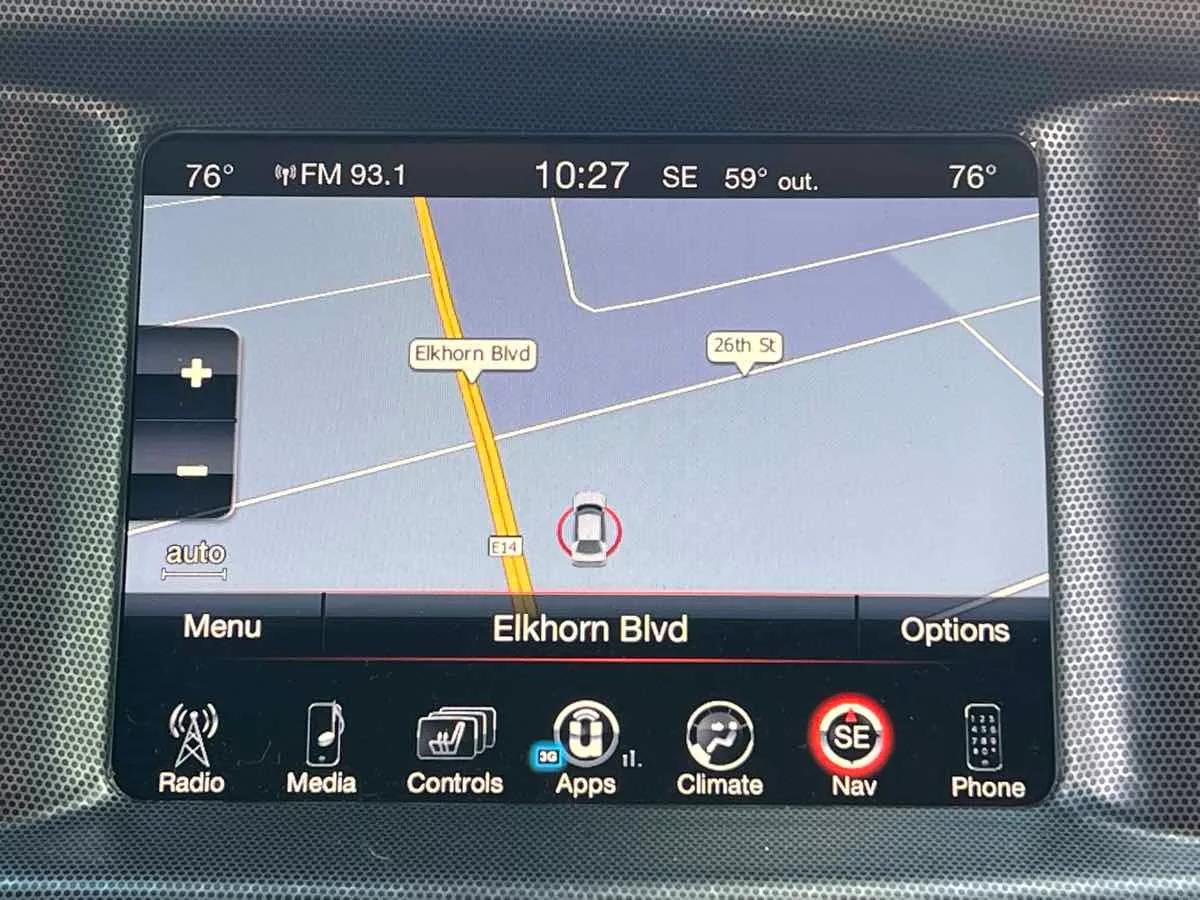 76° FM 93.1 10:27 SE 59° out. 76°
Elkhorn Blvd
26th St
+
-
E14
auto
Menu Elkhorn Blvd Options
SE
3G
Radio Media Controls Apps Climate Nav Phone